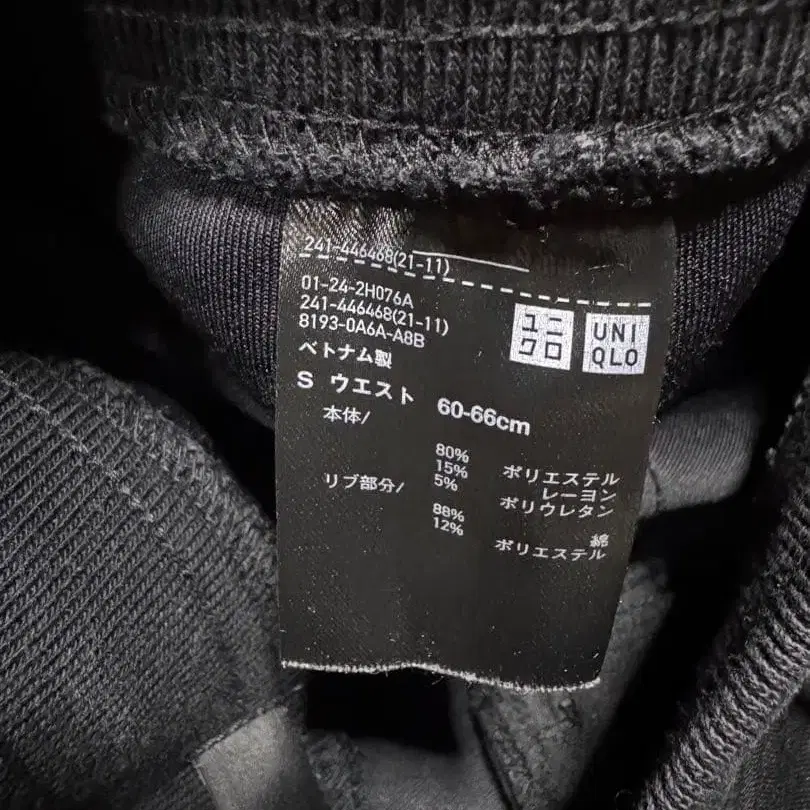 241-446468(21-11)
01-24-2H076A
241-446468(21-11)
8193-0A6A-A8B
ベトナム製
ユニ
クロ
UNI
QLO
S ウエスト 60-66cm
本体/
80% ポリエステル
15% レーヨン
5% ポリウレタン
リブ部分/
88% 綿
12% ポリエステル